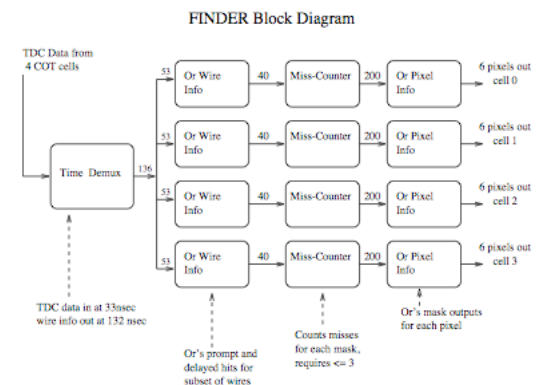 FINDER Block Diagram
TDC Data from
4 COT cells
53
Or Wire
Info
40
Miss-Counter
200
Or Pixel
Info
6 pixels out
cell 0
53
Or Wire
Info
40
Miss-Counter
200
Or Pixel
Info
6 pixels out
cell 1
Time Demux
136
53
Or Wire
Info
40
Miss-Counter
200
Or Pixel
Info
6 pixels out
cell 2
53
Or Wire
Info
40
Miss-Counter
200
Or Pixel
Info
6 pixels out
cell 3
TDC data in at 33nsec
wire info out at 132 nsec
Or's prompt and
delayed hits for
subset of wires
Counts misses
for each mask,
requires <= 3
Or's mask outputs
for each pixel